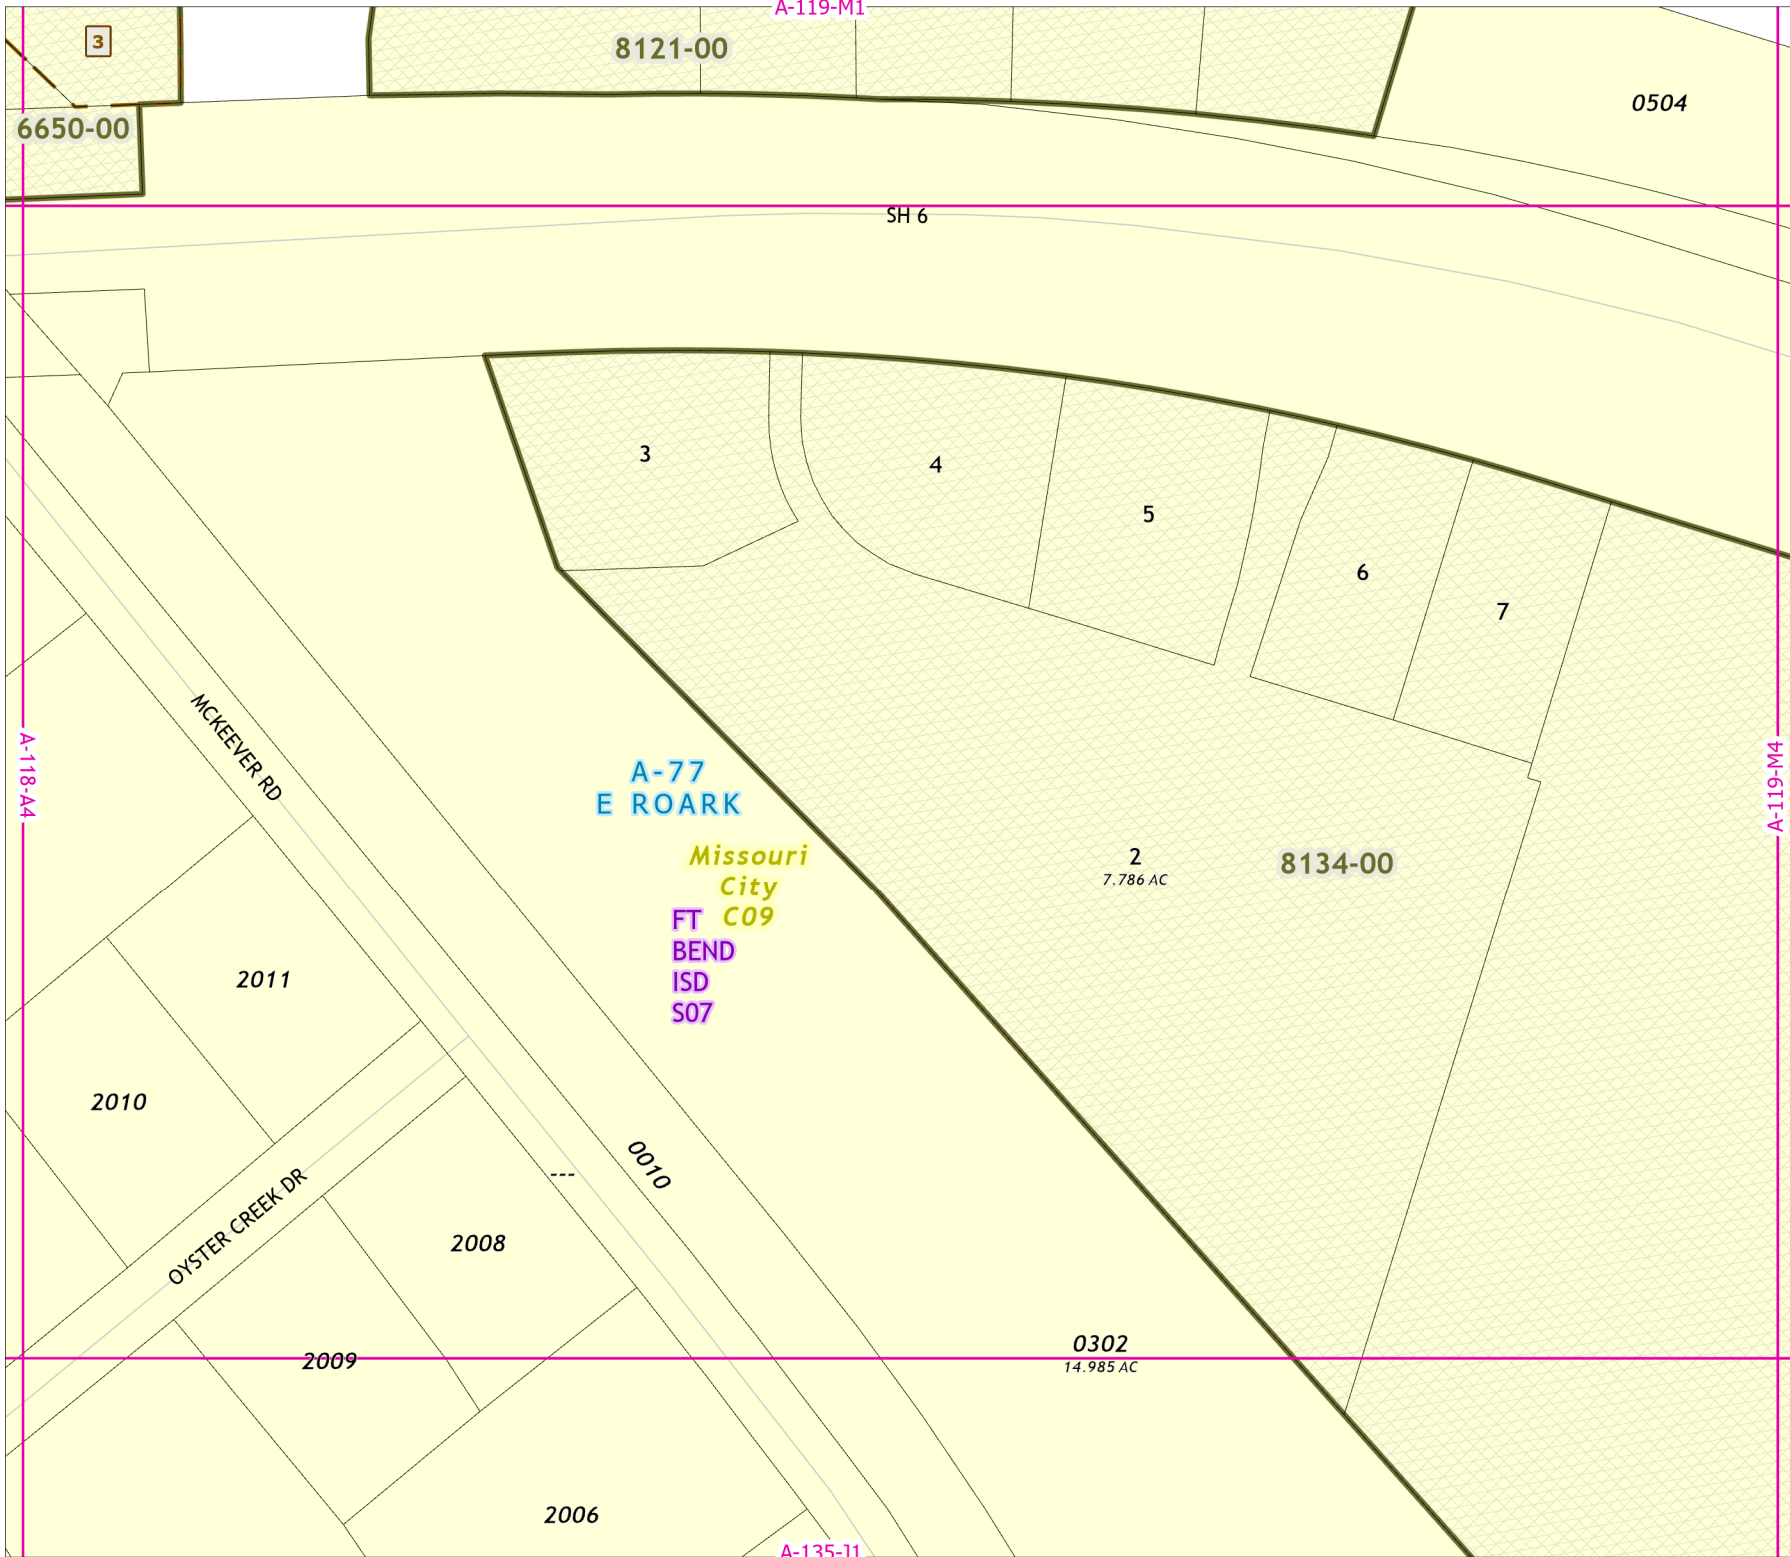 A-119-M1
3
8121-00
0504
6650-00
SH 6
3
4
5
6
7
MCKEEVER RD
A-118-A4
A-119-M4
A-77
E ROARK
Missouri
City
C09
FT
BEND
ISD
S07
2
7.786 AC
8134-00
2011
2010
0010
---
OYSTER CREEK DR
2008
0302
14.985 AC
2009
2006
A-135-J1